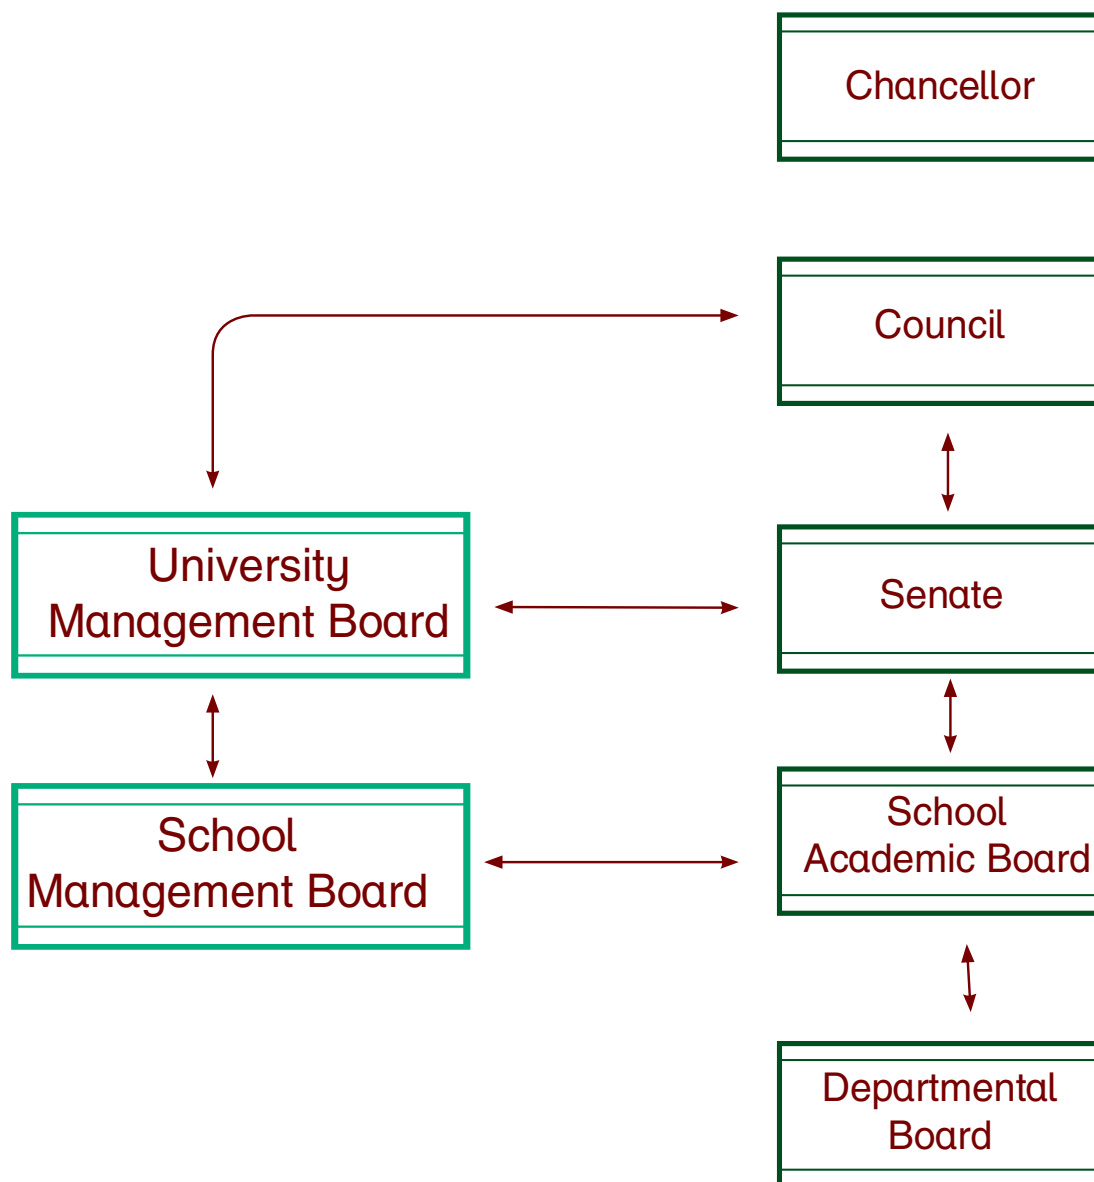 Chancellor
Council
University
Management Board
Senate
School
Management Board
School
Academic Board
Departmental
Board